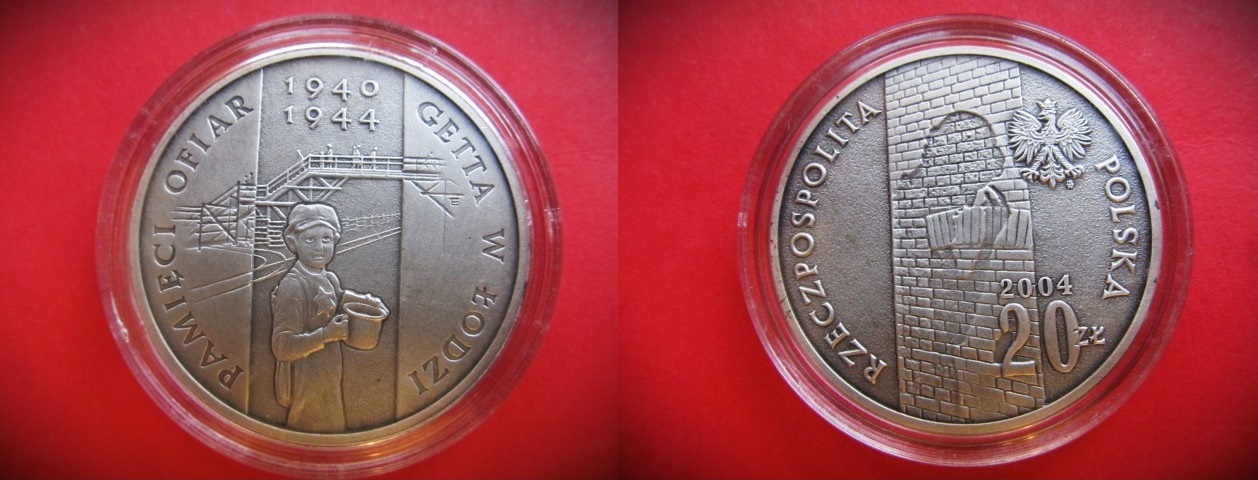 1940
1944
PAMIĘCI OFIAR
GETTA W ŁODZI
RZECZPOSPOLITA
POLSKA
2004
20 ZŁ